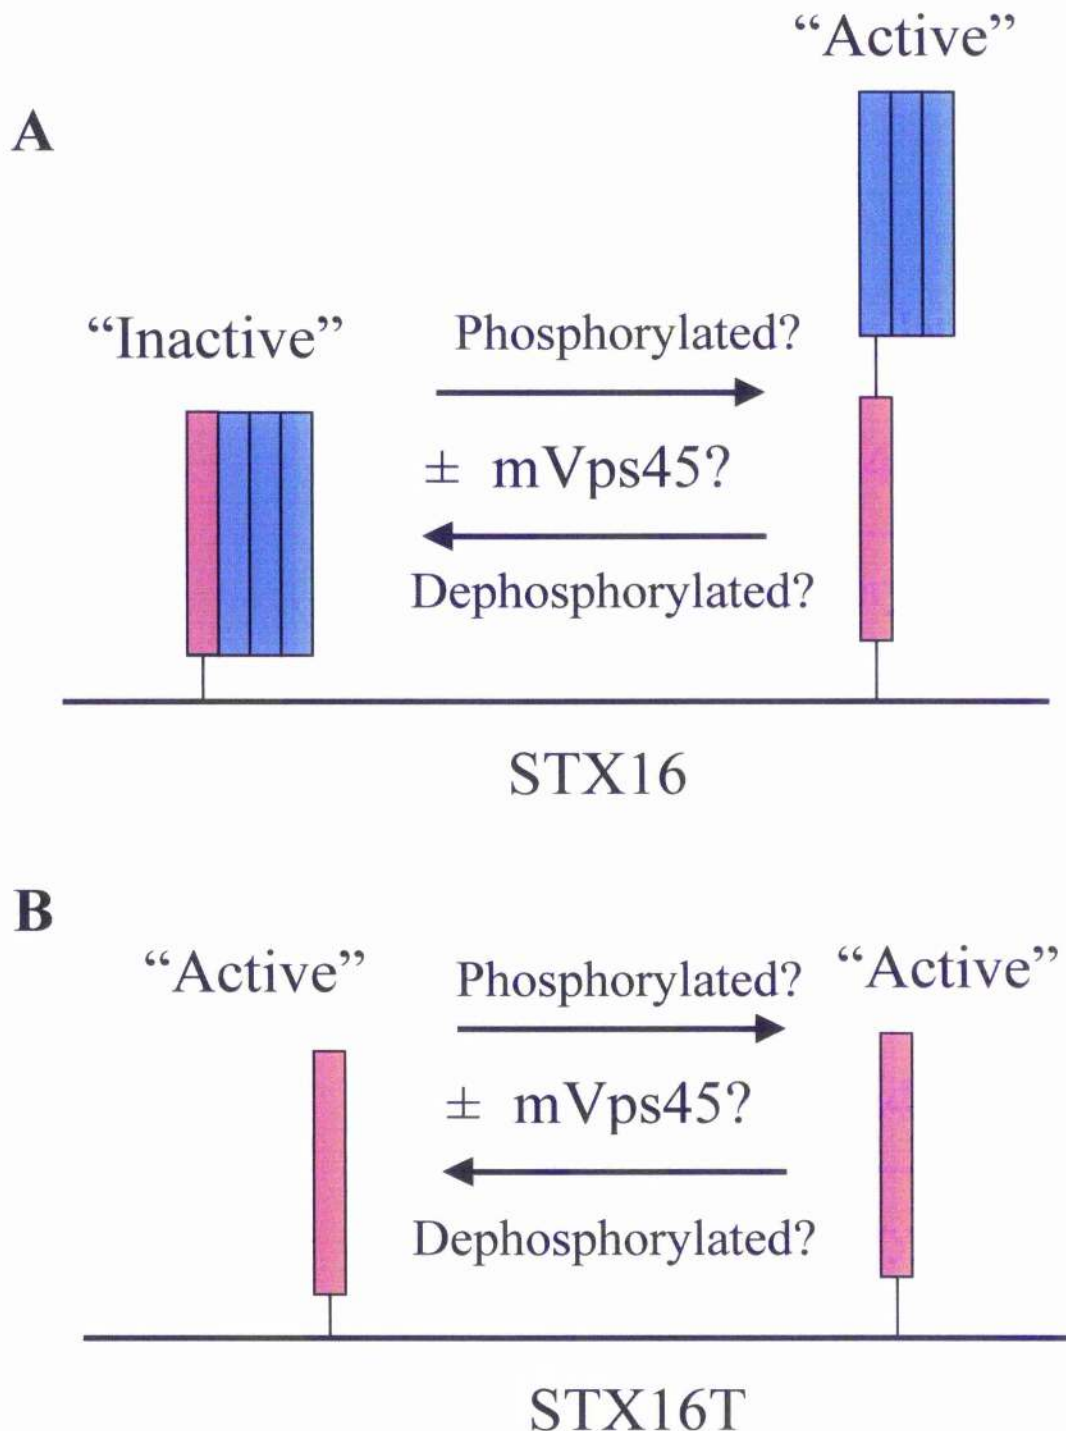 “Active”
A
“Inactive”
Phosphorylated?
± mVps45?
Dephosphorylated?
STX16
B
“Active”
Phosphorylated?
“Active”
± mVps45?
Dephosphorylated?
STX16T